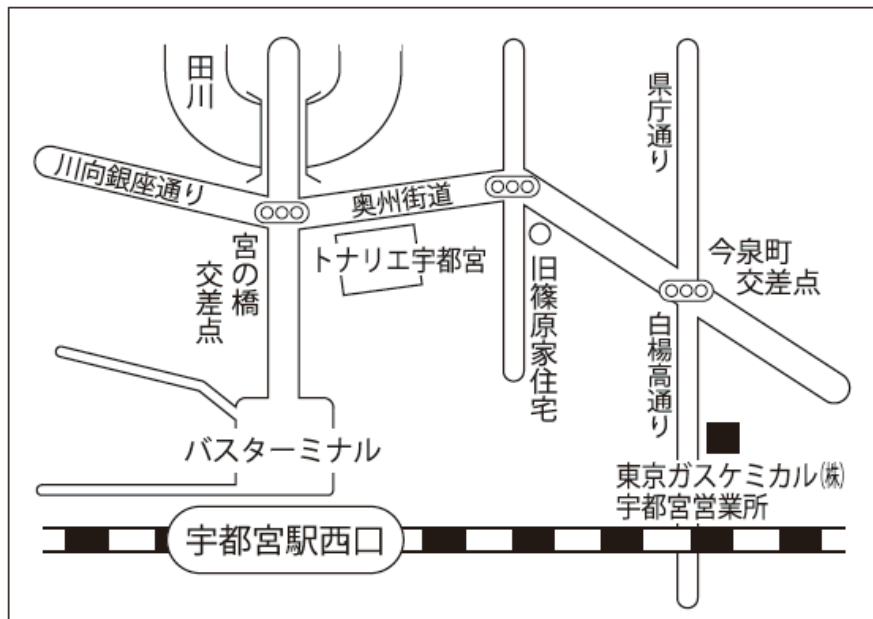 田川
県庁通り
川向銀座通り
奥州街道
宮の橋
交差点
トナリエ宇都宮
旧篠原家住宅
今泉町
交差点
白楊高通り
バスターミナル
東京ガスケミカル㈱
宇都宮営業所
宇都宮駅西口